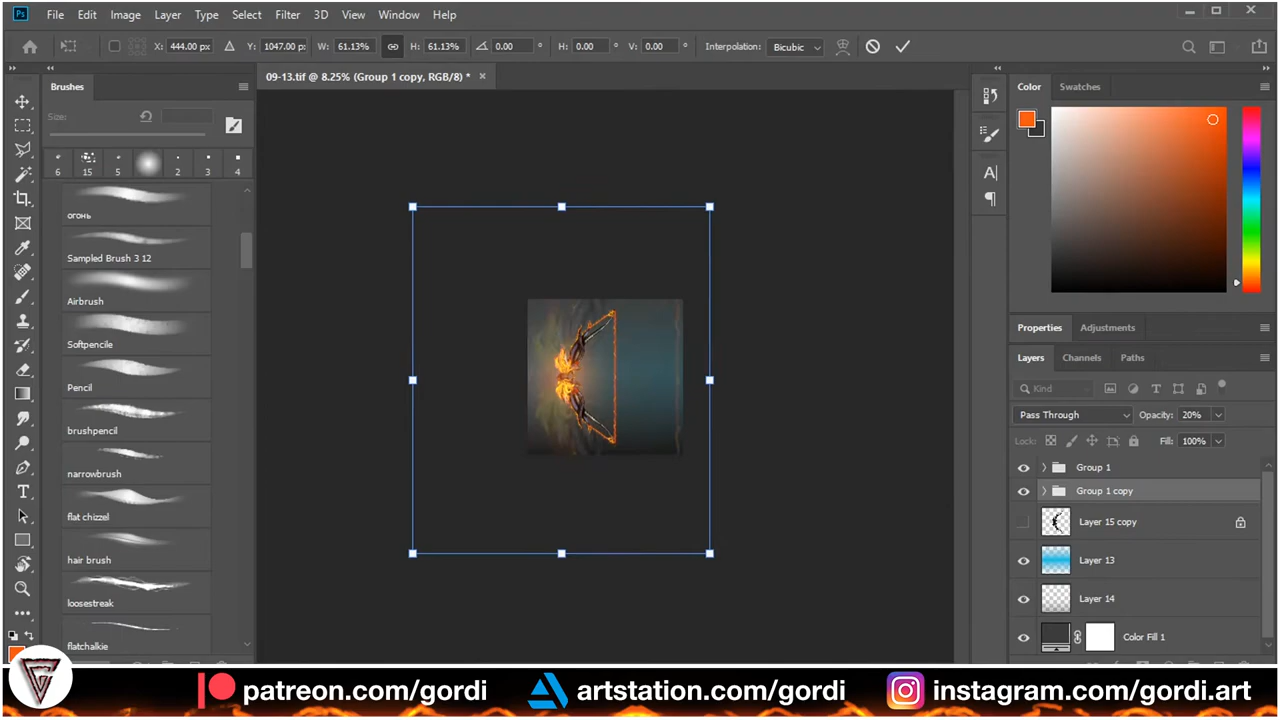 Ps File Edit Image Layer Type Select Filter 3D View Window Help
X: 444.00 px Y: 1047.00 px W: 61.13% H: 61.13% 0.00 ° H: 0.00 ° V: 0.00 ° Interpolation: Bicubic
Brushes
09-13.tif @ 8.25% (Group 1 copy, RGB/8) *
Color Swatches
Size:
6 15 5 2 3 4
огонь
Sampled Brush 3 12
Airbrush
Softpencile
Pencil
brushpencil
narrowbrush
flat chizzel
hair brush
loosestreak
flatchalkie
Properties Adjustments
Layers Channels Paths
Kind
Pass Through Opacity: 20%
Lock: Fill: 100%
Group 1
Group 1 copy
Layer 15 copy
Layer 13
Layer 14
Color Fill 1
patreon.com/gordi artstation.com/gordi instagram.com/gordi.art